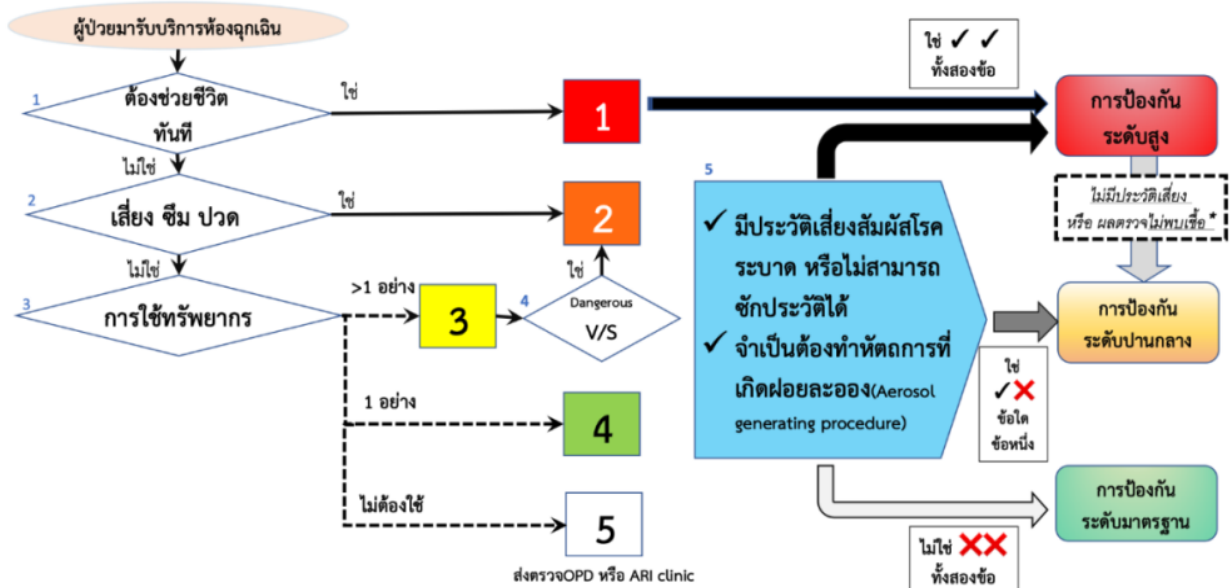 ผู้ป่วยมารับบริการห้องฉุกเฉิน
1
ต้องช่วยชีวิต
ทันที
ใช่
1
ไม่ใช่
2
เสี่ยง ซึม ปวด
ใช่
2
ไม่ใช่
3
การใช้ทรัพยากร
>1 อย่าง
3
4
Dangerous
V/S
ใช่
1 อย่าง
4
ไม่ต้องใช้
5
ส่งตรวจOPD หรือ ARI clinic
5
✓ มีประวัติเสี่ยงสัมผัสโรค
ระบาด หรือไม่สามารถ
ซักประวัติได้
✓ จำเป็นต้องทำหัตถการที่
เกิดฝอยละออง(Aerosol
generating procedure)
ใช่ ✓ ✓
ทั้งสองข้อ
การป้องกัน
ระดับสูง
ไม่มีประวัติเสี่ยง
หรือ ผลตรวจไม่พบเชื้อ*
การป้องกัน
ระดับปานกลาง
ใช่
✓❌
ข้อใด
ข้อหนึ่ง
การป้องกัน
ระดับมาตรฐาน
ไม่ใช่ ❌❌
ทั้งสองข้อ